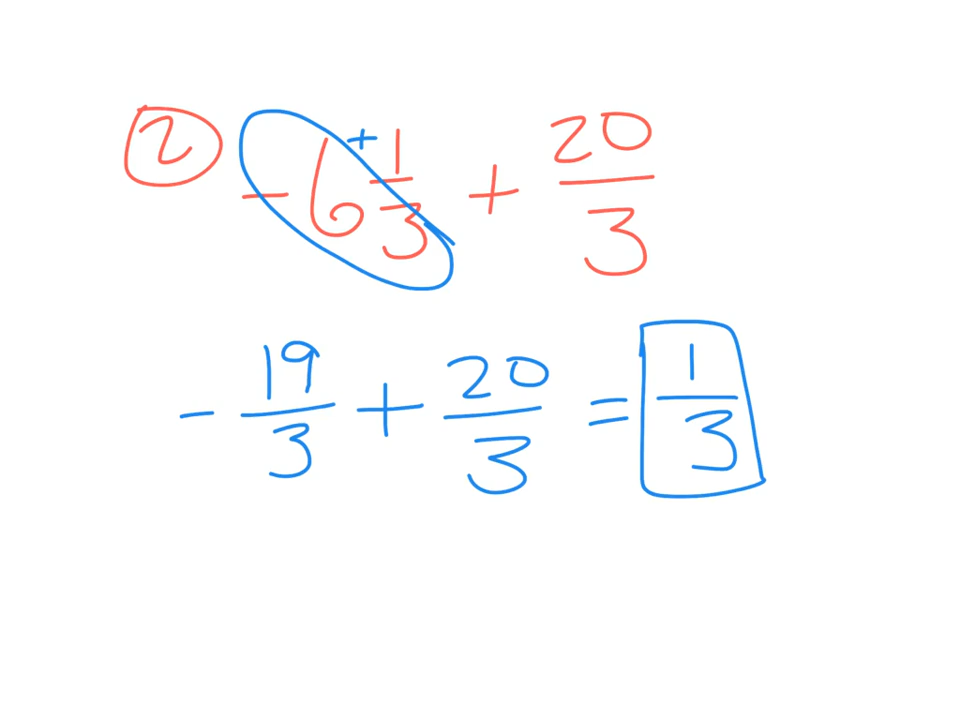 2 -6 + 1/3 + 20/3
- 19/3 + 20/3 = 1/3